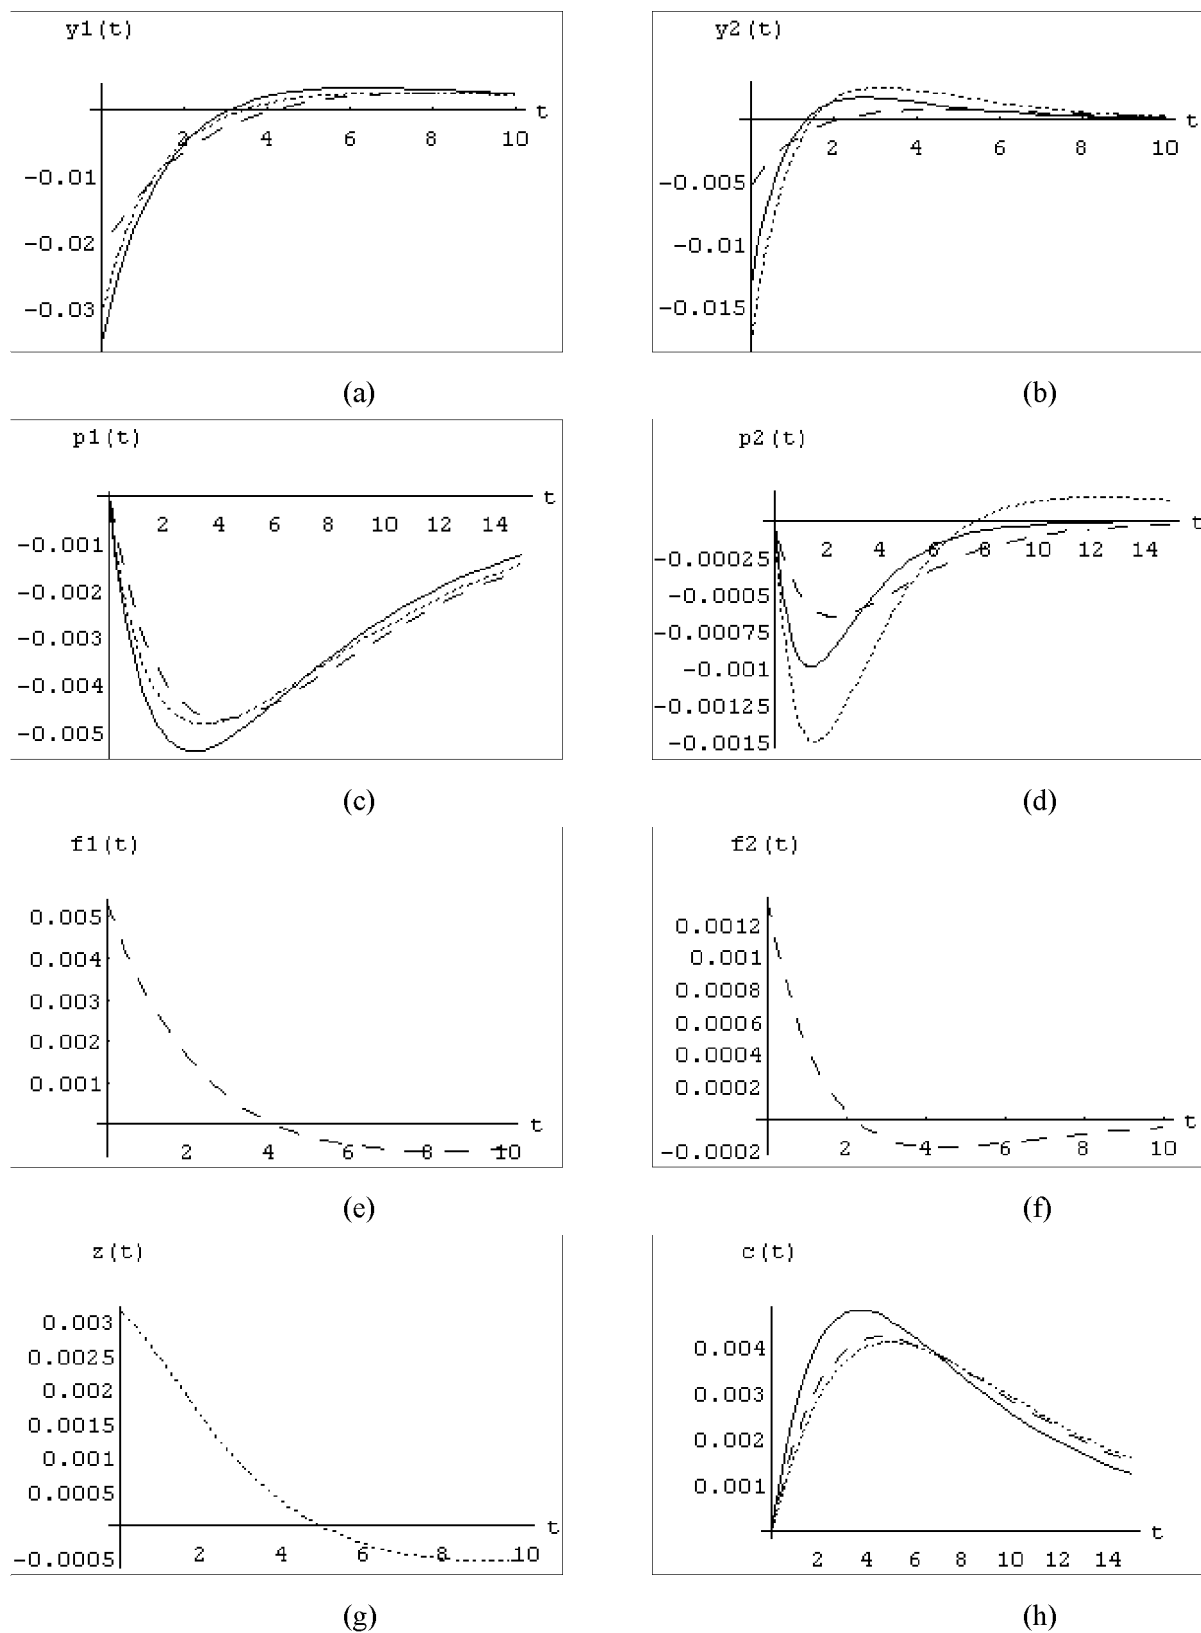 y1(t)
t
2 4 6 8 10
-0.01
-0.02
-0.03
(a)
y2(t)
t
2 4 6 8 10
-0.005
-0.01
-0.015
(b)
p1(t)
t
2 4 6 8 10 12 14
-0.001
-0.002
-0.003
-0.004
-0.005
(c)
p2(t)
t
2 4 6 8 10 12 14
-0.00025
-0.0005
-0.00075
-0.001
-0.00125
-0.0015
(d)
f1(t)
0.005
0.004
0.003
0.002
0.001
t
2 4 6 8 10
(e)
f2(t)
0.0012
0.001
0.0008
0.0006
0.0004
0.0002
t
-0.0002
2 4 6 8 10
(f)
z(t)
0.003
0.0025
0.002
0.0015
0.001
0.0005
t
-0.0005
2 4 6 8 10
(g)
c(t)
0.004
0.003
0.002
0.001
t
2 4 6 8 10 12 14
(h)